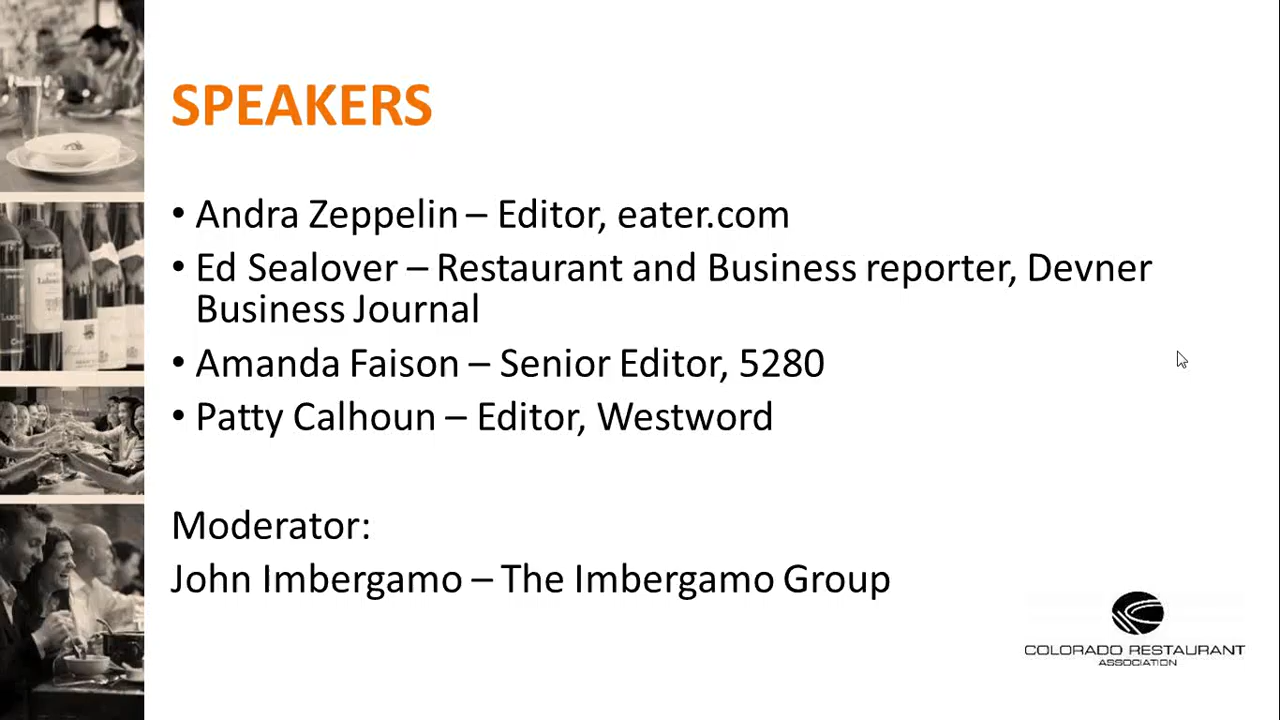 SPEAKERS
• Andra Zeppelin – Editor, eater.com
• Ed Sealover – Restaurant and Business reporter, Devner
Business Journal
• Amanda Faison – Senior Editor, 5280
• Patty Calhoun – Editor, Westword
Moderator:
John Imbergamo – The Imbergamo Group
COLORADO RESTAURANT
ASSOCIATION